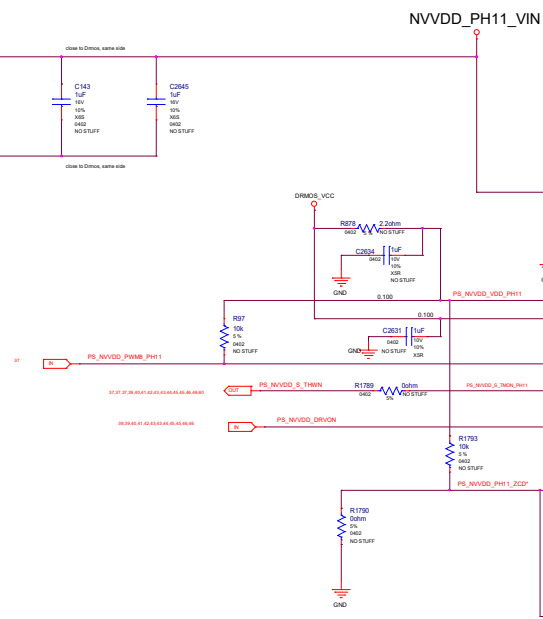 NVVDD_PH11_VIN
close to Drmos, same side
C143
1uF
16V
10%
X6S
0402
NO STUFF
C2645
1uF
16V
10%
X6S
0402
NO STUFF
close to Drmos, same side
DRMOS_VCC
R878 2.2ohm
0402 5 % NO STUFF
C2634 1uF
0402 10V
10%
X5R
NO STUFF
GND
PS_NVVDD_VDD_PH11
0.100
0.100
R97
10k
5 %
0402
NO STUFF
C2631 1uF
0402 10V
GND NO STUFF 10%
X5R
37 IN PS_NVVDD_PWM8_PH11
OUT PS_NVVDD_S_THWN
R1789 0ohm
0402 5% NO STUFF
IN PS_NVVDD_DRVON
R1793
10k
5 %
0402
NO STUFF
PS_NVVDD_PH11_ZCD*
R1790
0ohm
5%
0402
NO STUFF
GND